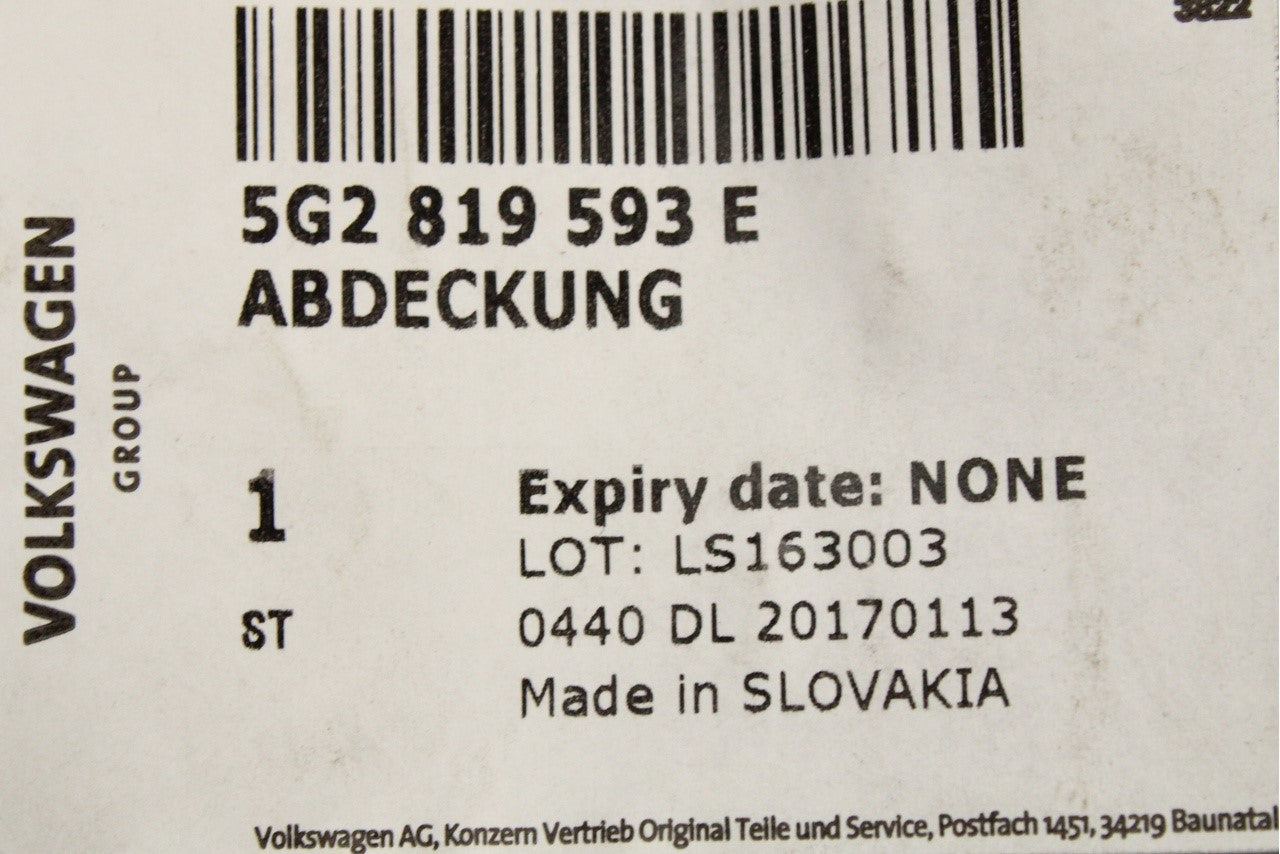 3822
5G2 819 593 E
ABDECKUNG
VOLKSWAGEN
GROUP
1
Expiry date: NONE
LOT: LS163003
ST
0440 DL 20170113
Made in SLOVAKIA
Volkswagen AG, Konzern Vertrieb Original Teile und Service, Postfach 1451, 34219 Baunatal